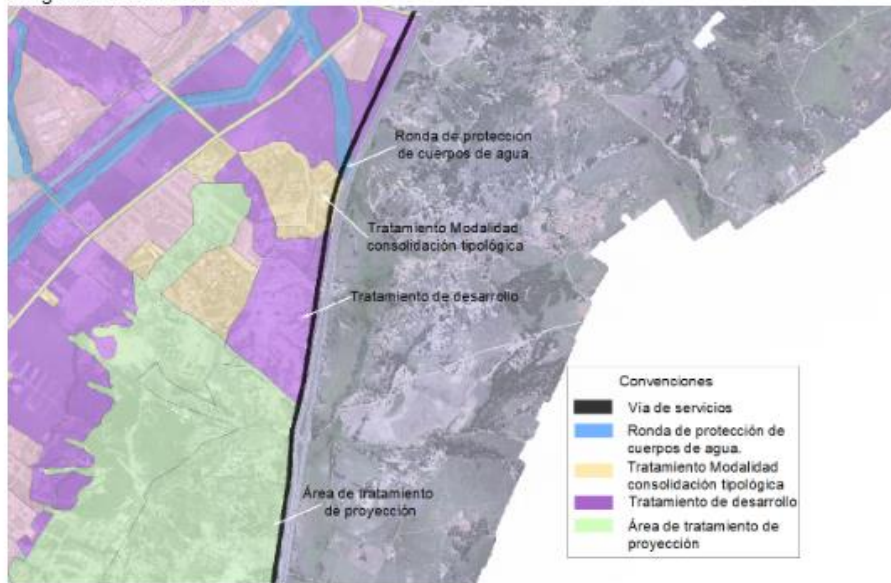 Ronda de protección
de cuerpos de agua.
Tratamiento Modalidad
consolidación tipológica
Tratamiento de desarrollo
Área de tratamiento
de proyección
Convenciones
Vía de servicios
Ronda de protección de
cuerpos de agua.
Tratamiento Modalidad
consolidación tipológica
Tratamiento de desarrollo
Área de tratamiento de
proyección